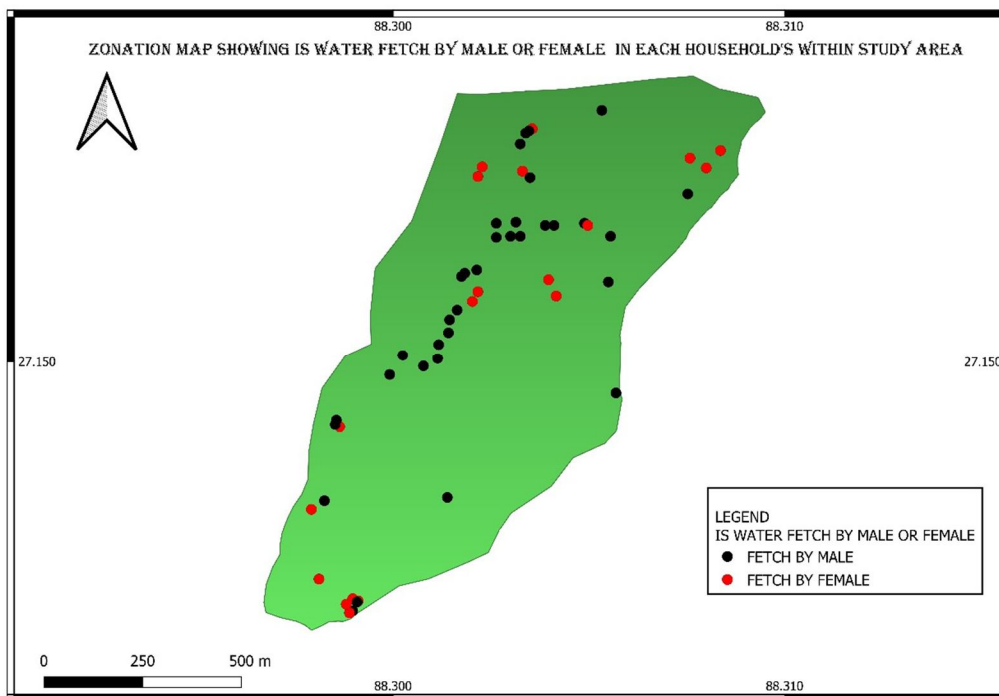 88.300 88.310
ZONATION MAP SHOWING IS WATER FETCH BY MALE OR FEMALE IN EACH HOUSEHOLD'S WITHIN STUDY AREA
27.150 27.150
LEGEND
IS WATER FETCH BY MALE OR FEMALE
FETCH BY MALE
FETCH BY FEMALE
0 250 500 m
88.300 88.310